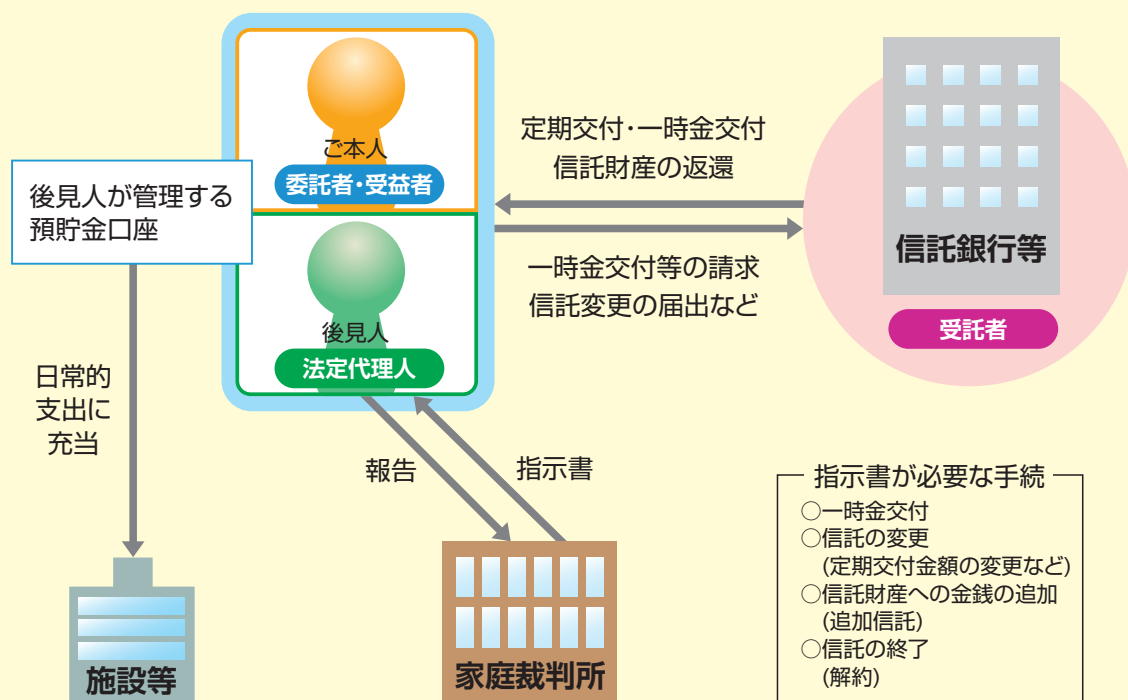 ご本人
委託者・受益者
後見人が管理する
預貯金口座
後見人
法定代理人
定期交付・一時金交付
信託財産の返還
一時金交付等の請求
信託変更の届出など
信託銀行等
受託者
日常的
支出に
充当
報告
指示書
施設等
家庭裁判所
指示書が必要な手続
○一時金交付
○信託の変更
(定期交付金額の変更など)
○信託財産への金銭の追加
(追加信託)
○信託の終了
(解約)